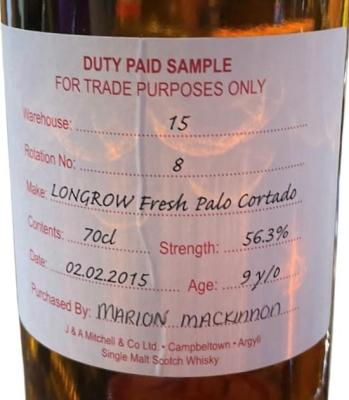 DUTY PAID SAMPLE
FOR TRADE PURPOSES ONLY
Warehouse: 15
Rotation No: 8
Make: LONGROW Fresh Palo Cortado
Contents: 70cl Strength: 56.3%
Date: 02.02.2015 Age: 9 y/o
Purchased By: MARION MACKINNON
J & A Mitchell & Co Ltd. • Campbeltown • Argyll
Single Malt Scotch Whisky.